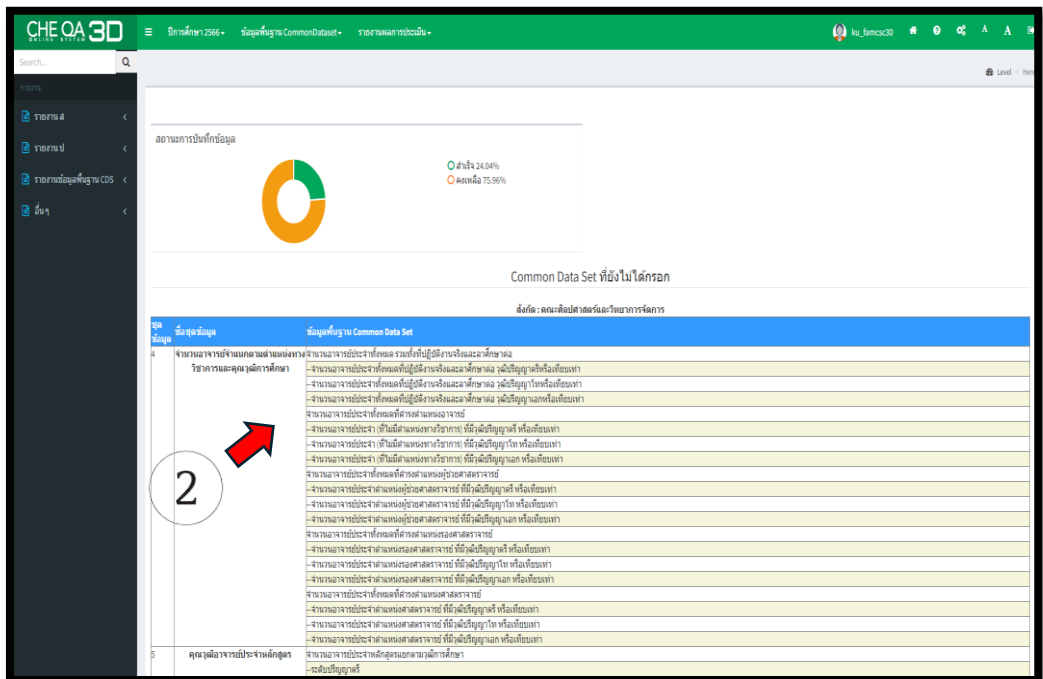 CHE QA 3D
ONLINE SYSTEM
ปีการศึกษา 2566
ข้อมูลพื้นฐาน CommonDataset
รายงานผลการประเมิน
ku_famcsc30
A A
Search...
รายงาน
รายงาน ส
รายงาน ป
รายงานข้อมูลพื้นฐาน CDS
อื่น ๆ
Level >
สถานะการบันทึกข้อมูล
สำเร็จ 24.04%
คงเหลือ 75.96%
Common Data Set ที่ยังไม่ได้กรอก
สังกัด : คณะศิลปศาสตร์และวิทยาการจัดการ
ชุดข้อมูล ชื่อชุดข้อมูล ข้อมูลพื้นฐาน Common Data Set
4 จำนวนอาจารย์จำแนกตามตำแหน่งทาง จำนวนอาจารย์ประจำทั้งหมด รวมทั้งที่ปฏิบัติงานจริงและลาศึกษาต่อ
วิชาการและคุณวุฒิการศึกษา --จำนวนอาจารย์ประจำทั้งหมดที่ปฏิบัติงานจริงและลาศึกษาต่อ วุฒิปริญญาตรีหรือเทียบเท่า
--จำนวนอาจารย์ประจำทั้งหมดที่ปฏิบัติงานจริงและลาศึกษาต่อ วุฒิปริญญาโทหรือเทียบเท่า
--จำนวนอาจารย์ประจำทั้งหมดที่ปฏิบัติงานจริงและลาศึกษาต่อ วุฒิปริญญาเอกหรือเทียบเท่า
จำนวนอาจารย์ประจำทั้งหมดที่ดำรงตำแหน่งอาจารย์
--จำนวนอาจารย์ประจำ (ที่ไม่มีตำแหน่งทางวิชาการ) ที่มีวุฒิปริญญาตรี หรือเทียบเท่า
--จำนวนอาจารย์ประจำ (ที่ไม่มีตำแหน่งทางวิชาการ) ที่มีวุฒิปริญญาโท หรือเทียบเท่า
--จำนวนอาจารย์ประจำ (ที่ไม่มีตำแหน่งทางวิชาการ) ที่มีวุฒิปริญญาเอก หรือเทียบเท่า
จำนวนอาจารย์ประจำทั้งหมดที่ดำรงตำแหน่งผู้ช่วยศาสตราจารย์
2
--จำนวนอาจารย์ประจำตำแหน่งผู้ช่วยศาสตราจารย์ ที่มีวุฒิปริญญาตรี หรือเทียบเท่า
--จำนวนอาจารย์ประจำตำแหน่งผู้ช่วยศาสตราจารย์ ที่มีวุฒิปริญญาโท หรือเทียบเท่า
--จำนวนอาจารย์ประจำตำแหน่งผู้ช่วยศาสตราจารย์ ที่มีวุฒิปริญญาเอก หรือเทียบเท่า
จำนวนอาจารย์ประจำทั้งหมดที่ดำรงตำแหน่งรองศาสตราจารย์
--จำนวนอาจารย์ประจำตำแหน่งรองศาสตราจารย์ ที่มีวุฒิปริญญาตรี หรือเทียบเท่า
--จำนวนอาจารย์ประจำตำแหน่งรองศาสตราจารย์ ที่มีวุฒิปริญญาโท หรือเทียบเท่า
--จำนวนอาจารย์ประจำตำแหน่งรองศาสตราจารย์ ที่มีวุฒิปริญญาเอก หรือเทียบเท่า
จำนวนอาจารย์ประจำทั้งหมดที่ดำรงตำแหน่งศาสตราจารย์
--จำนวนอาจารย์ประจำตำแหน่งศาสตราจารย์ ที่มีวุฒิปริญญาตรี หรือเทียบเท่า
--จำนวนอาจารย์ประจำตำแหน่งศาสตราจารย์ ที่มีวุฒิปริญญาโท หรือเทียบเท่า
--จำนวนอาจารย์ประจำตำแหน่งศาสตราจารย์ ที่มีวุฒิปริญญาเอก หรือเทียบเท่า
5 คุณวุฒิอาจารย์ประจำหลักสูตร จำนวนอาจารย์ประจำหลักสูตรแยกตามวุฒิการศึกษา
--ระดับปริญญาตรี